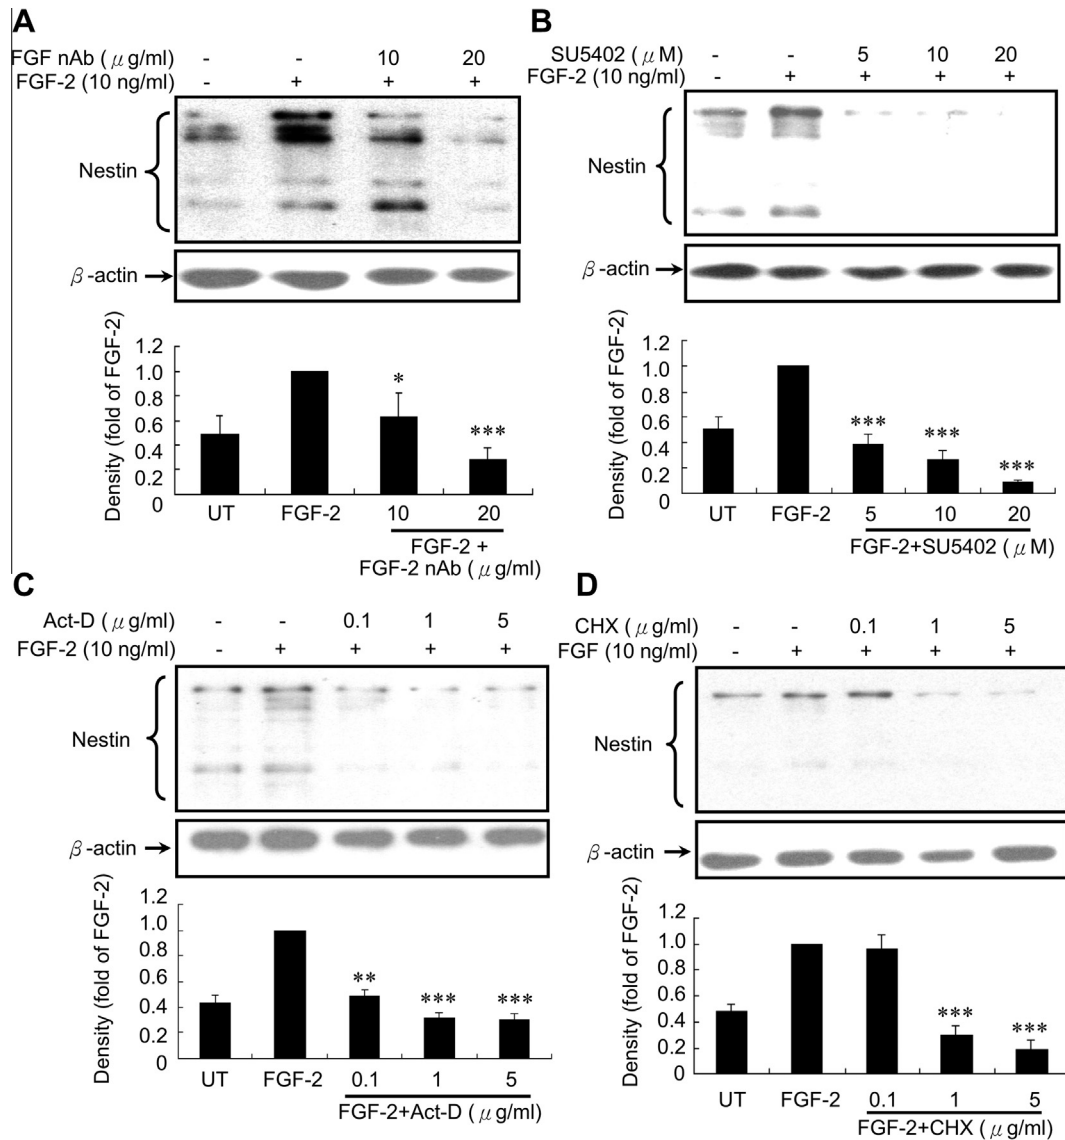 A
FGF nAb (μg/ml) - - 10 20
FGF-2 (10 ng/ml) - + + +
Nestin
β-actin
Density (fold of FGF-2)
1.2
1.0
0.8
0.6
0.4
0.2
0
UT FGF-2 10 20
FGF-2 +
FGF-2 nAb (μg/ml)
*
***
B
SU5402 (μM) - - 5 10 20
FGF-2 (10 ng/ml) - + + + +
Nestin
β-actin
Density (fold of FGF-2)
1.2
1.0
0.8
0.6
0.4
0.2
0
***
***
***
UT FGF-2 5 10 20
FGF-2+SU5402 (μM)
C
Act-D (μg/ml) - - 0.1 1 5
FGF-2 (10 ng/ml) - + + + +
Nestin
β-actin
Density (fold of FGF-2)
1.2
1.0
0.8
0.6
0.4
0.2
0
**
***
***
UT FGF-2 0.1 1 5
FGF-2+Act-D (μg/ml)
D
CHX (μg/ml) - - 0.1 1 5
FGF (10 ng/ml) - + + + +
Nestin
β-actin
Density (fold of FGF-2)
1.2
1.0
0.8
0.6
0.4
0.2
0
***
***
UT FGF-2 0.1 1 5
FGF-2+CHX (μg/ml)